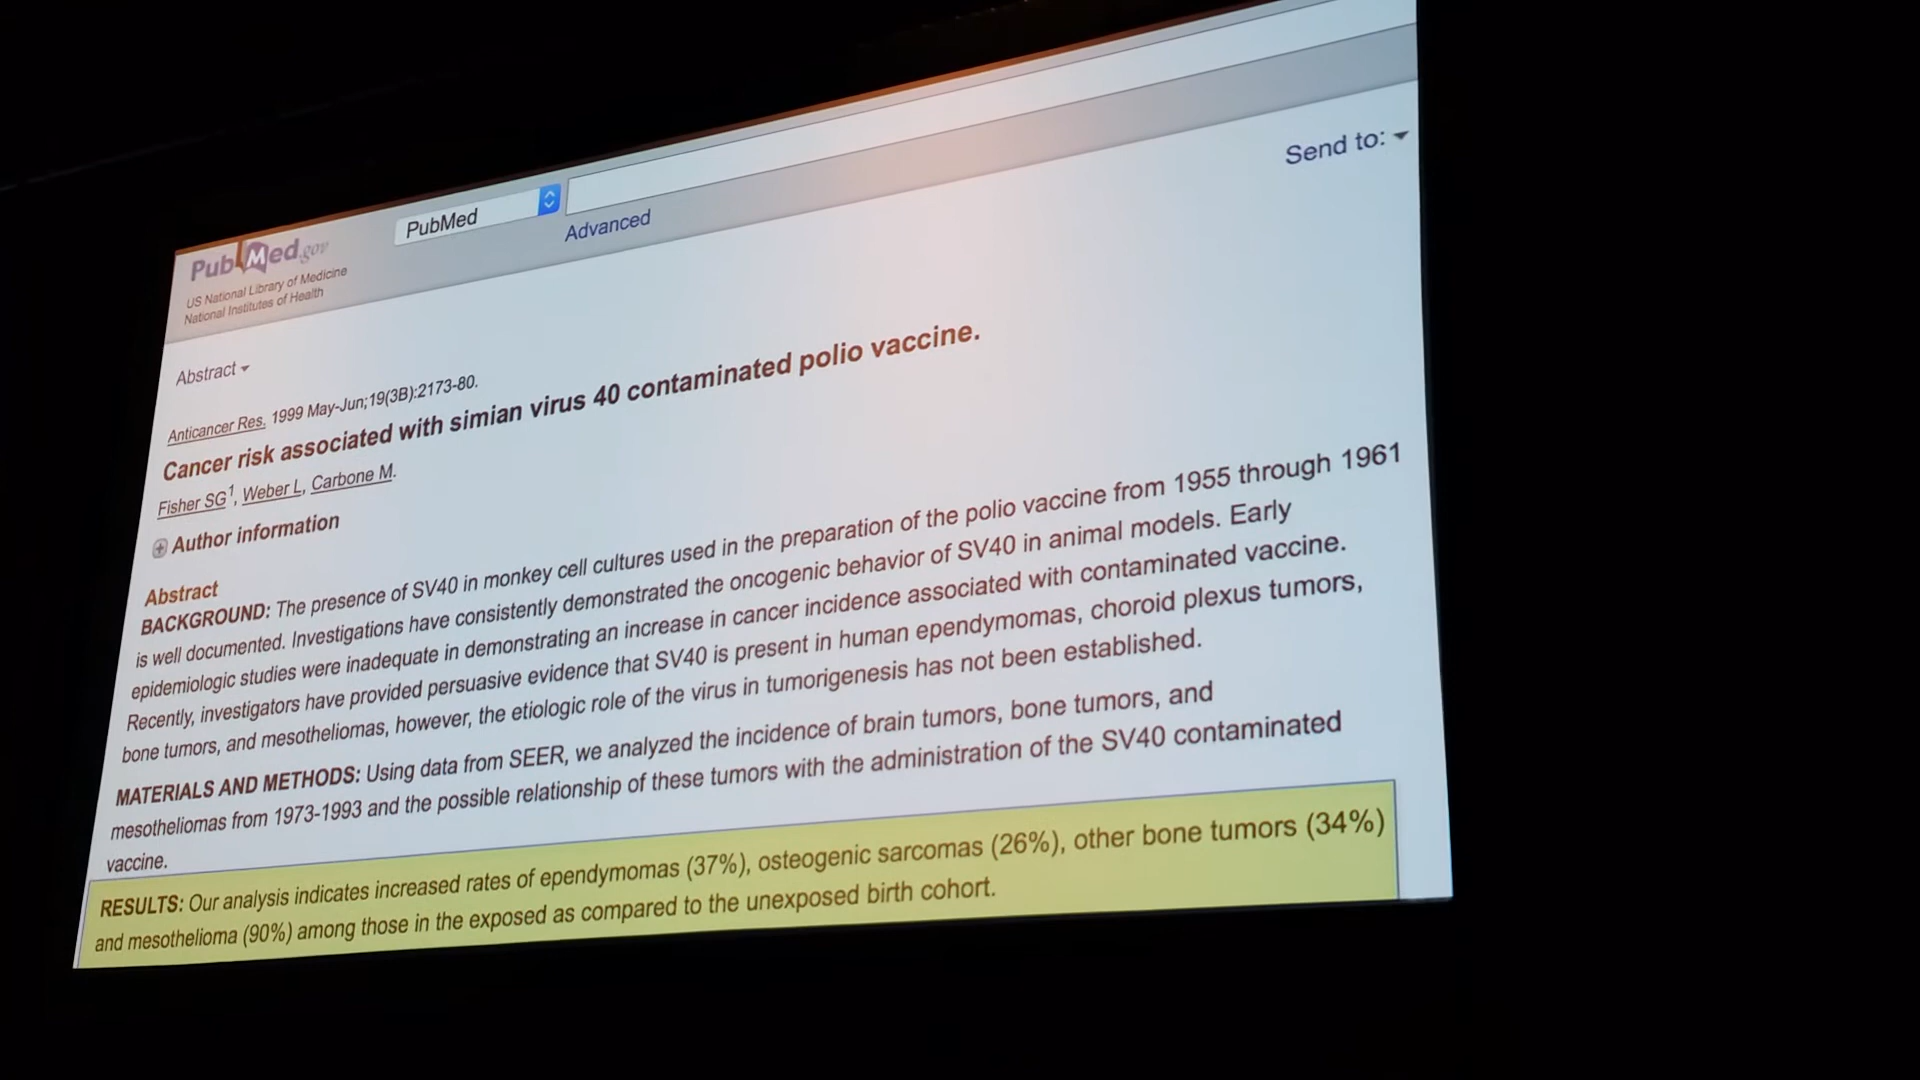 PubMed.gov
US National Library of Medicine
National Institutes of Health
PubMed
Advanced
Send to:
Abstract
Anticancer Res. 1999 May-Jun;19(3B):2173-80.
Cancer risk associated with simian virus 40 contaminated polio vaccine.
Fisher SG1, Weber L, Carbone M.
Author information
Abstract
BACKGROUND: The presence of SV40 in monkey cell cultures used in the preparation of the polio vaccine from 1955 through 1961
is well documented. Investigations have consistently demonstrated the oncogenic behavior of SV40 in animal models. Early
epidemiologic studies were inadequate in demonstrating an increase in cancer incidence associated with contaminated vaccine.
Recently, investigators have provided persuasive evidence that SV40 is present in human ependymomas, choroid plexus tumors,
bone tumors, and mesotheliomas, however, the etiologic role of the virus in tumorigenesis has not been established.
MATERIALS AND METHODS: Using data from SEER, we analyzed the incidence of brain tumors, bone tumors, and
mesotheliomas from 1973-1993 and the possible relationship of these tumors with the administration of the SV40 contaminated
vaccine.
RESULTS: Our analysis indicates increased rates of ependymomas (37%), osteogenic sarcomas (26%), other bone tumors (34%)
and mesothelioma (90%) among those in the exposed as compared to the unexposed birth cohort.